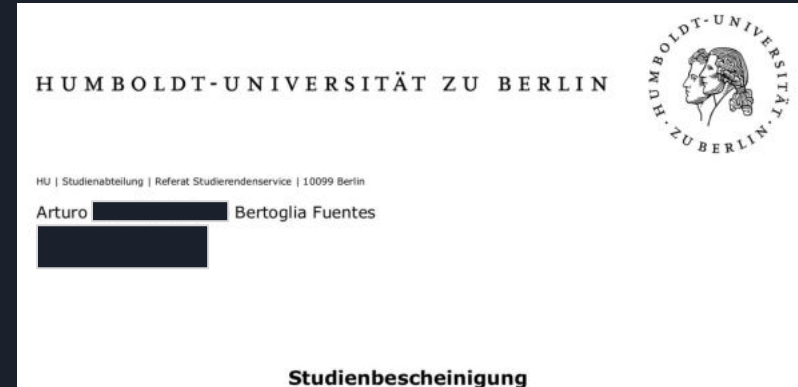 HUMBOLDT-UNIVERSITÄT ZU BERLIN
HUMBOLDT-UNIVERSITÄT · ZU BERLIN ·
HU | Studienabteilung | Referat Studierendenservice | 10099 Berlin
Arturo Bertoglia Fuentes
Studienbescheinigung